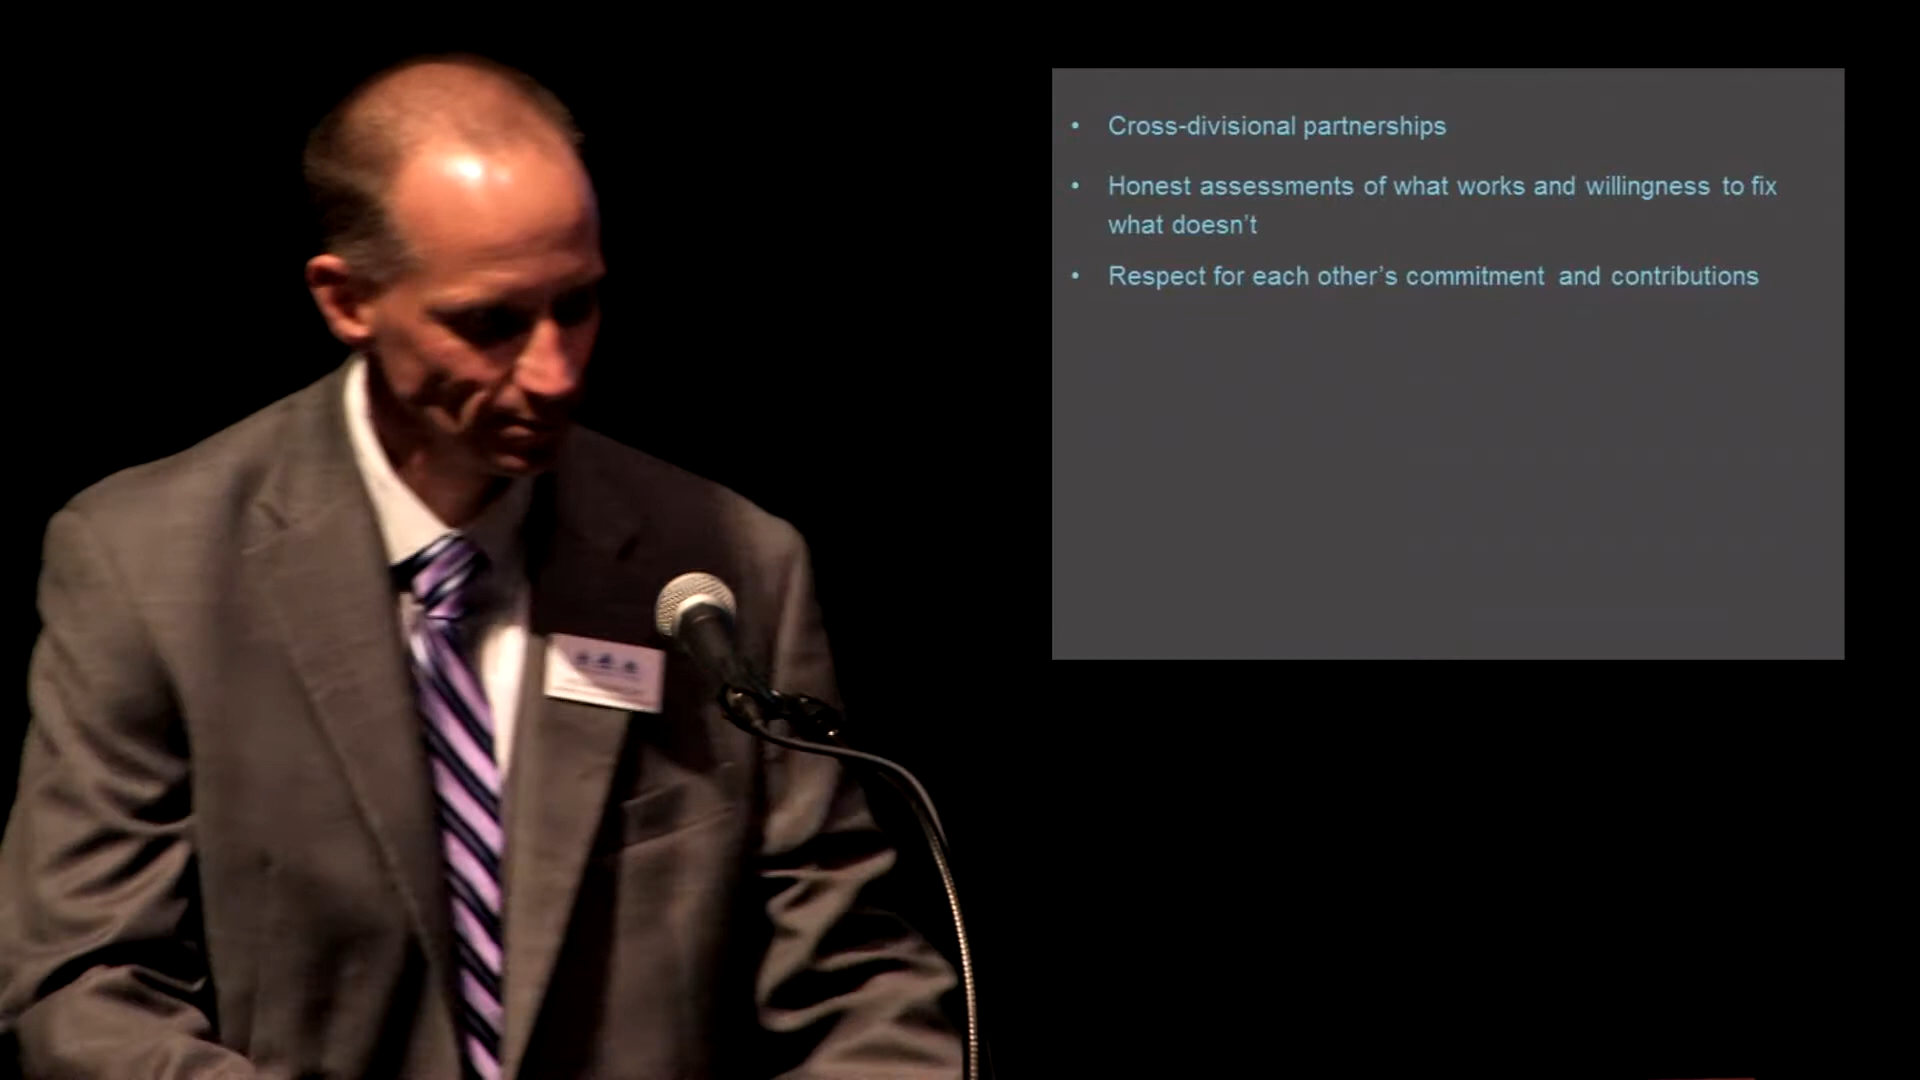 • Cross-divisional partnerships
• Honest assessments of what works and willingness to fix
what doesn’t
• Respect for each other’s commitment and contributions